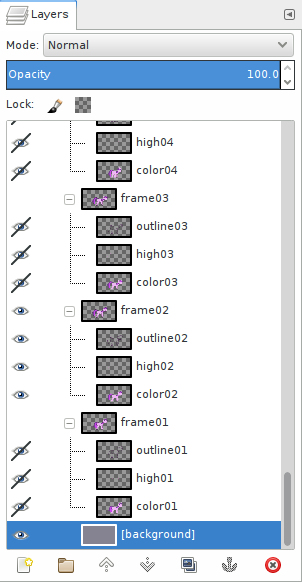 Layers
Mode: Normal
Opacity 100.0
Lock:
high04
color04
frame03
outline03
high03
color03
frame02
outline02
high02
color02
frame01
outline01
high01
color01
[background]